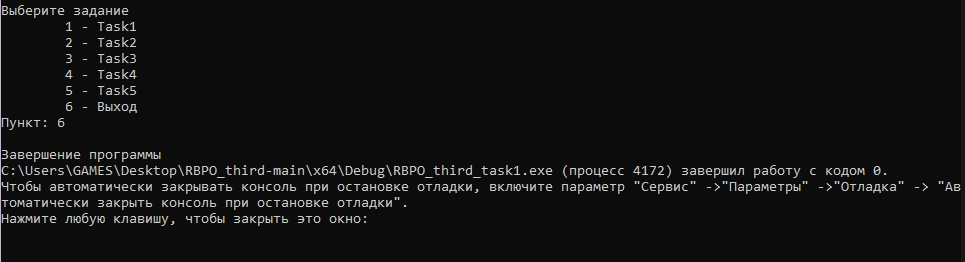 Выберите задание
1 - Task1
2 - Task2
3 - Task3
4 - Task4
5 - Task5
6 - Выход
Пункт: 6
Завершение программы
C:\Users\GAMES\Desktop\RBPO_third-main\x64\Debug\RBPO_third_task1.exe (процесс 4172) завершил работу с кодом 0.
Чтобы автоматически закрывать консоль при остановке отладки, включите параметр "Сервис" ->"Параметры" ->"Отладка" -> "Ав
томатически закрыть консоль при остановке отладки".
Нажмите любую клавишу, чтобы закрыть это окно: